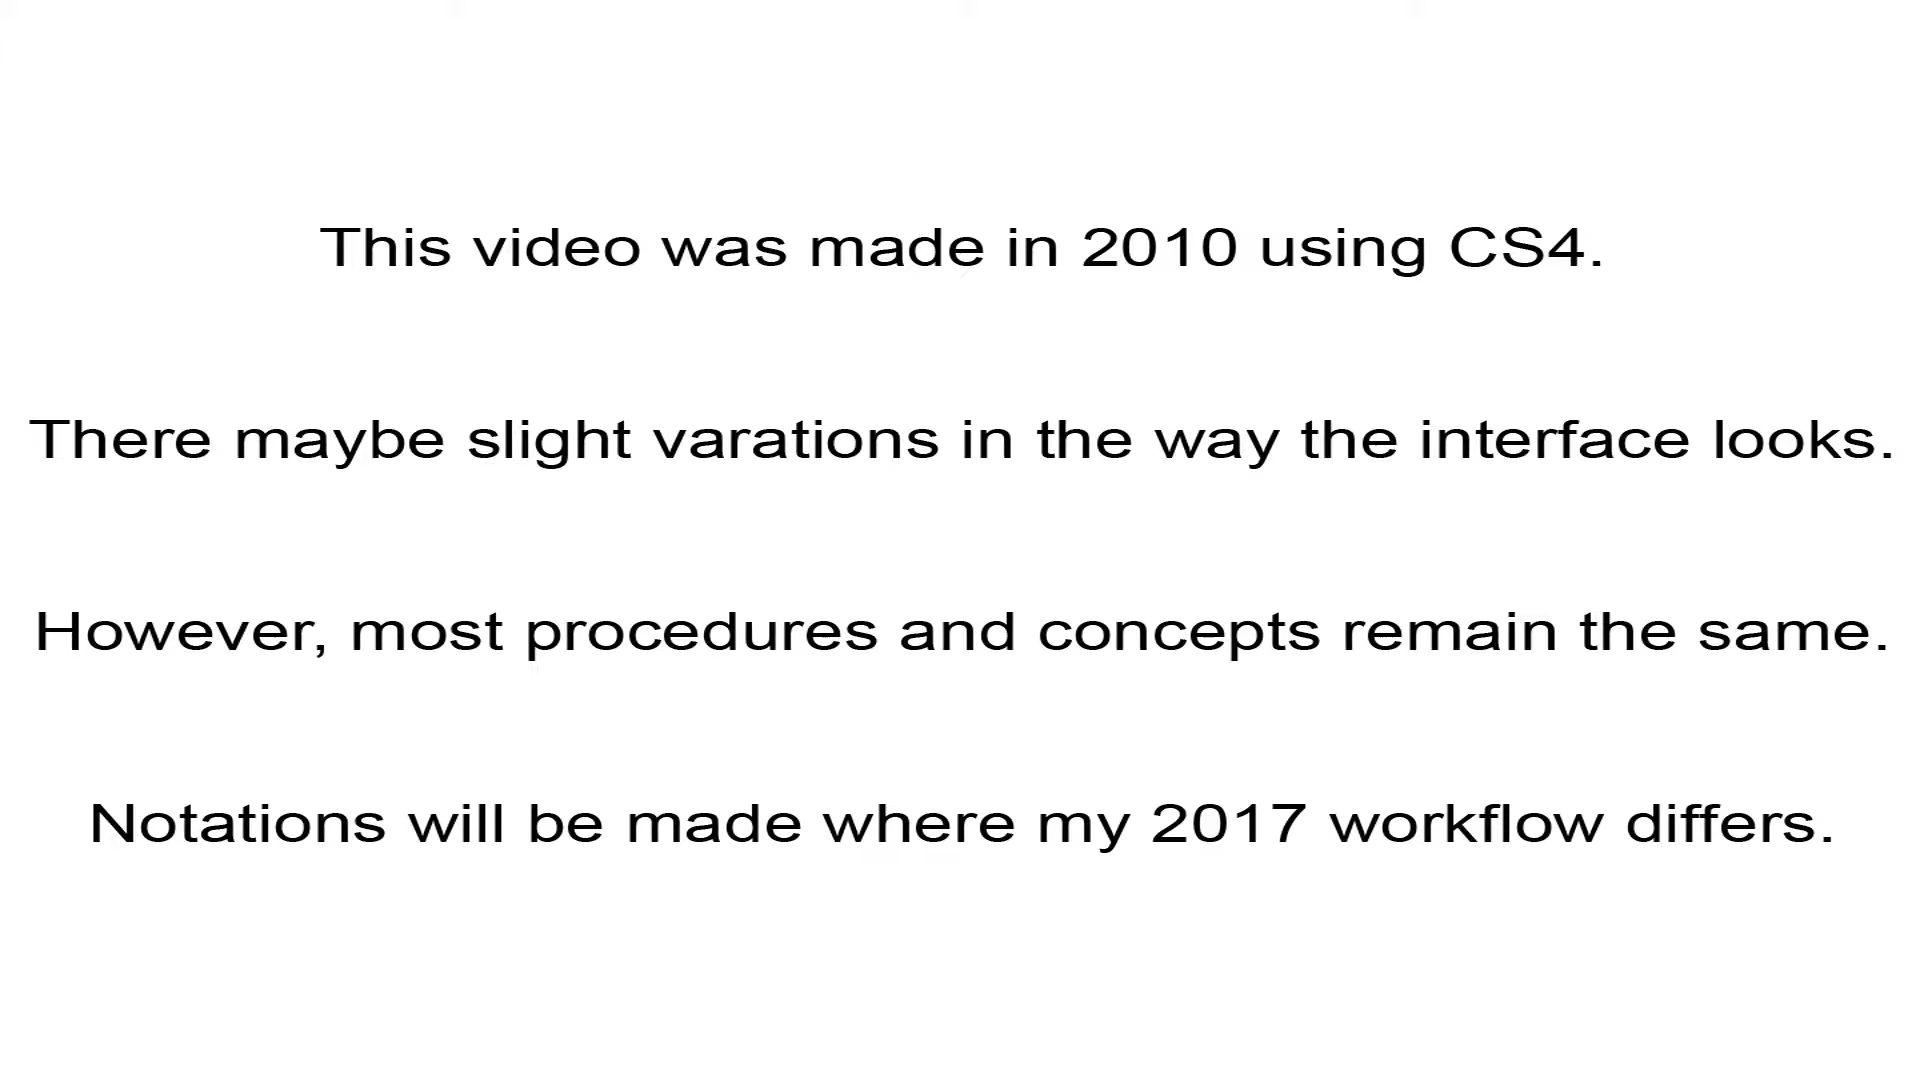 This video was made in 2010 using CS4.
There maybe slight varations in the way the interface looks.
However, most procedures and concepts remain the same.
Notations will be made where my 2017 workflow differs.